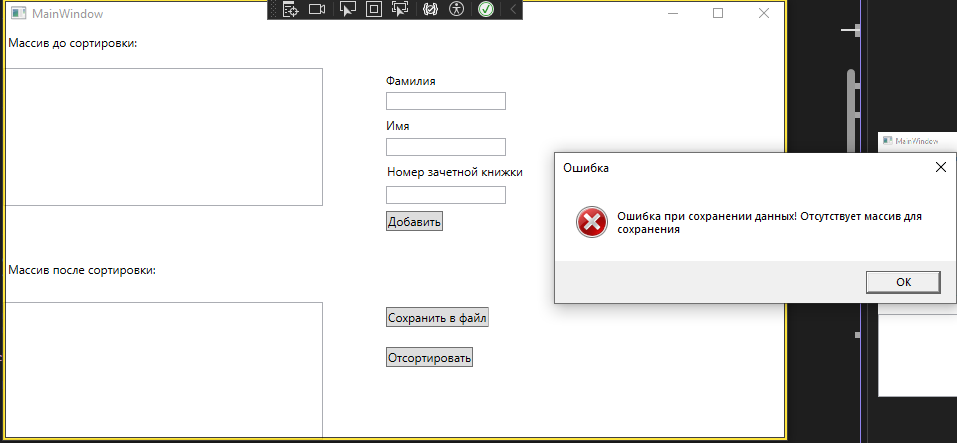 MainWindow
Массив до сортировки:
Фамилия
Имя
Номер зачетной книжки
Добавить
Массив после сортировки:
Сохранить в файл
Отсортировать
MainWindow
Ошибка
Ошибка при сохранении данных! Отсутствует массив для
сохранения
OK